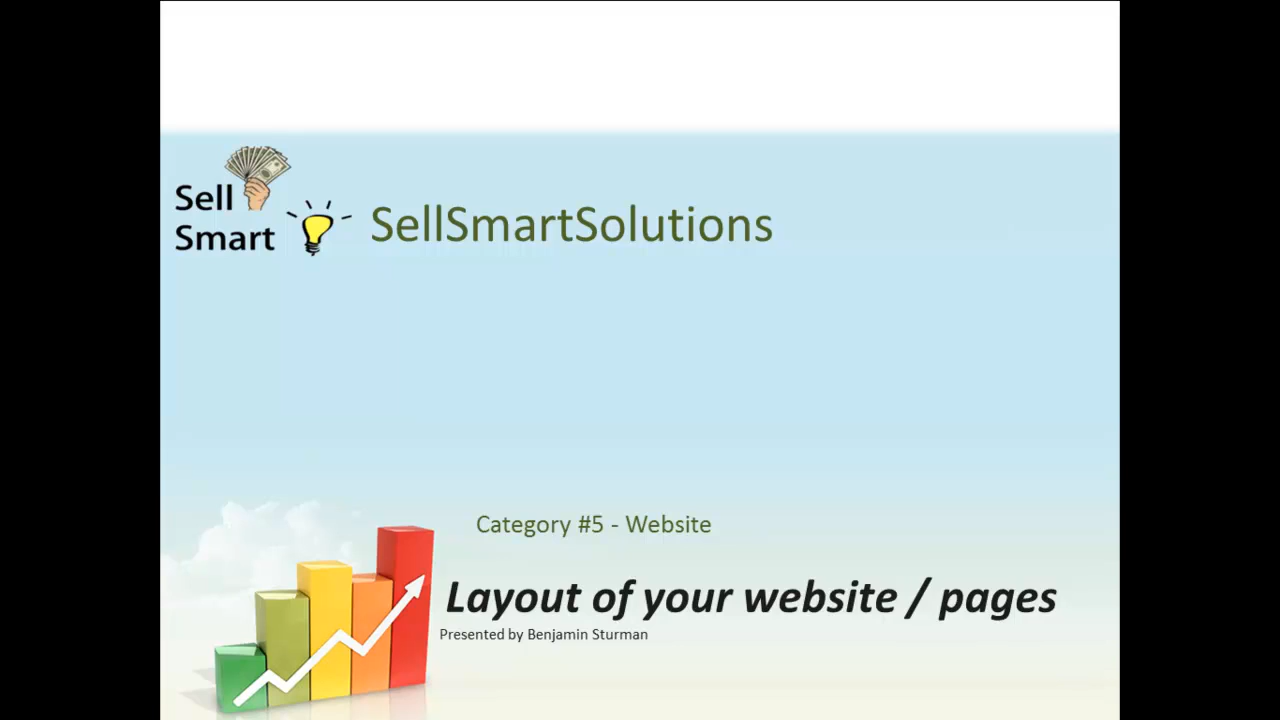 Sell
Smart
SellSmartSolutions
Category #5 - Website
Layout of your website / pages
Presented by Benjamin Sturman